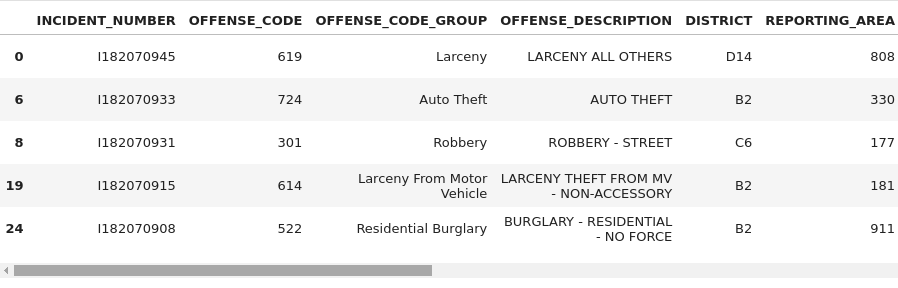 INCIDENT_NUMBER OFFENSE_CODE OFFENSE_CODE_GROUP OFFENSE_DESCRIPTION DISTRICT REPORTING_AREA
0 I182070945 619 Larceny LARCENY ALL OTHERS D14 808
6 I182070933 724 Auto Theft AUTO THEFT B2 330
8 I182070931 301 Robbery ROBBERY - STREET C6 177
19 I182070915 614 Larceny From Motor Vehicle LARCENY THEFT FROM MV - NON-ACCESSORY B2 181
24 I182070908 522 Residential Burglary BURGLARY - RESIDENTIAL - NO FORCE B2 911